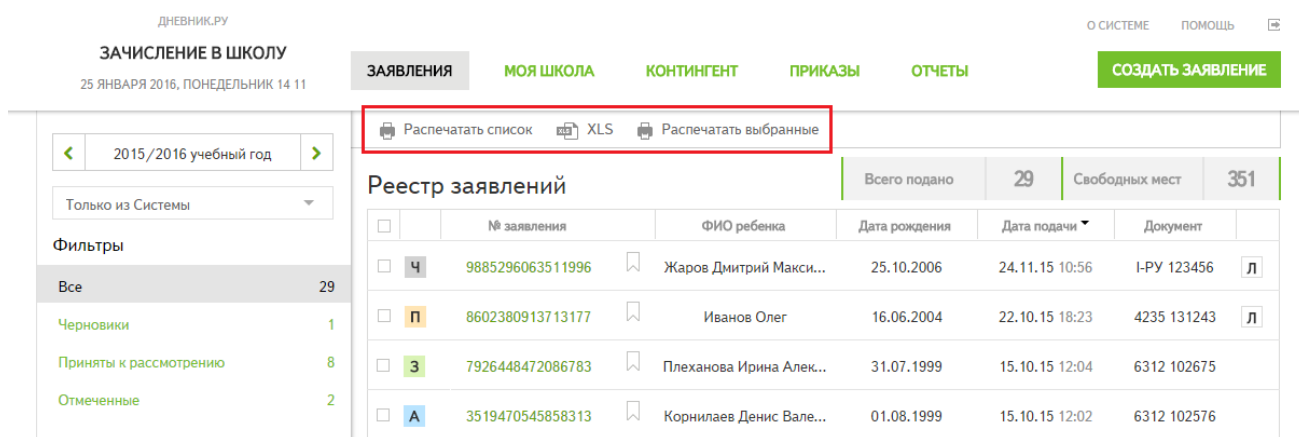 ДНЕВНИК.РУ
О СИСТЕМЕ ПОМОЩЬ
ЗАЧИСЛЕНИЕ В ШКОЛУ
25 ЯНВАРЯ 2016, ПОНЕДЕЛЬНИК 14 11
ЗАЯВЛЕНИЯ МОЯ ШКОЛА КОНТИНГЕНТ ПРИКАЗЫ ОТЧЕТЫ СОЗДАТЬ ЗАЯВЛЕНИЕ
Распечатать список XLS XLS Распечатать выбранные
2015/2016 учебный год
Только из Системы
Фильтры
Все 29
Черновики 1
Приняты к рассмотрению 8
Отмеченные 2
Реестр заявлений Всего подано 29 Свободных мест 351
№ заявления ФИО ребенка Дата рождения Дата подачи Документ
Ч 9885296063511996 Жаров Дмитрий Макси... 25.10.2006 24.11.15 10:56 I-РУ 123456 Л
П 8602380913713177 Иванов Олег 16.06.2004 22.10.15 18:23 4235 131243 Л
З 7926448472086783 Плеханова Ирина Алек... 31.07.1999 15.10.15 12:04 6312 102675
А 3519470545858313 Корнилаев Денис Вале... 01.08.1999 15.10.15 12:02 6312 102576